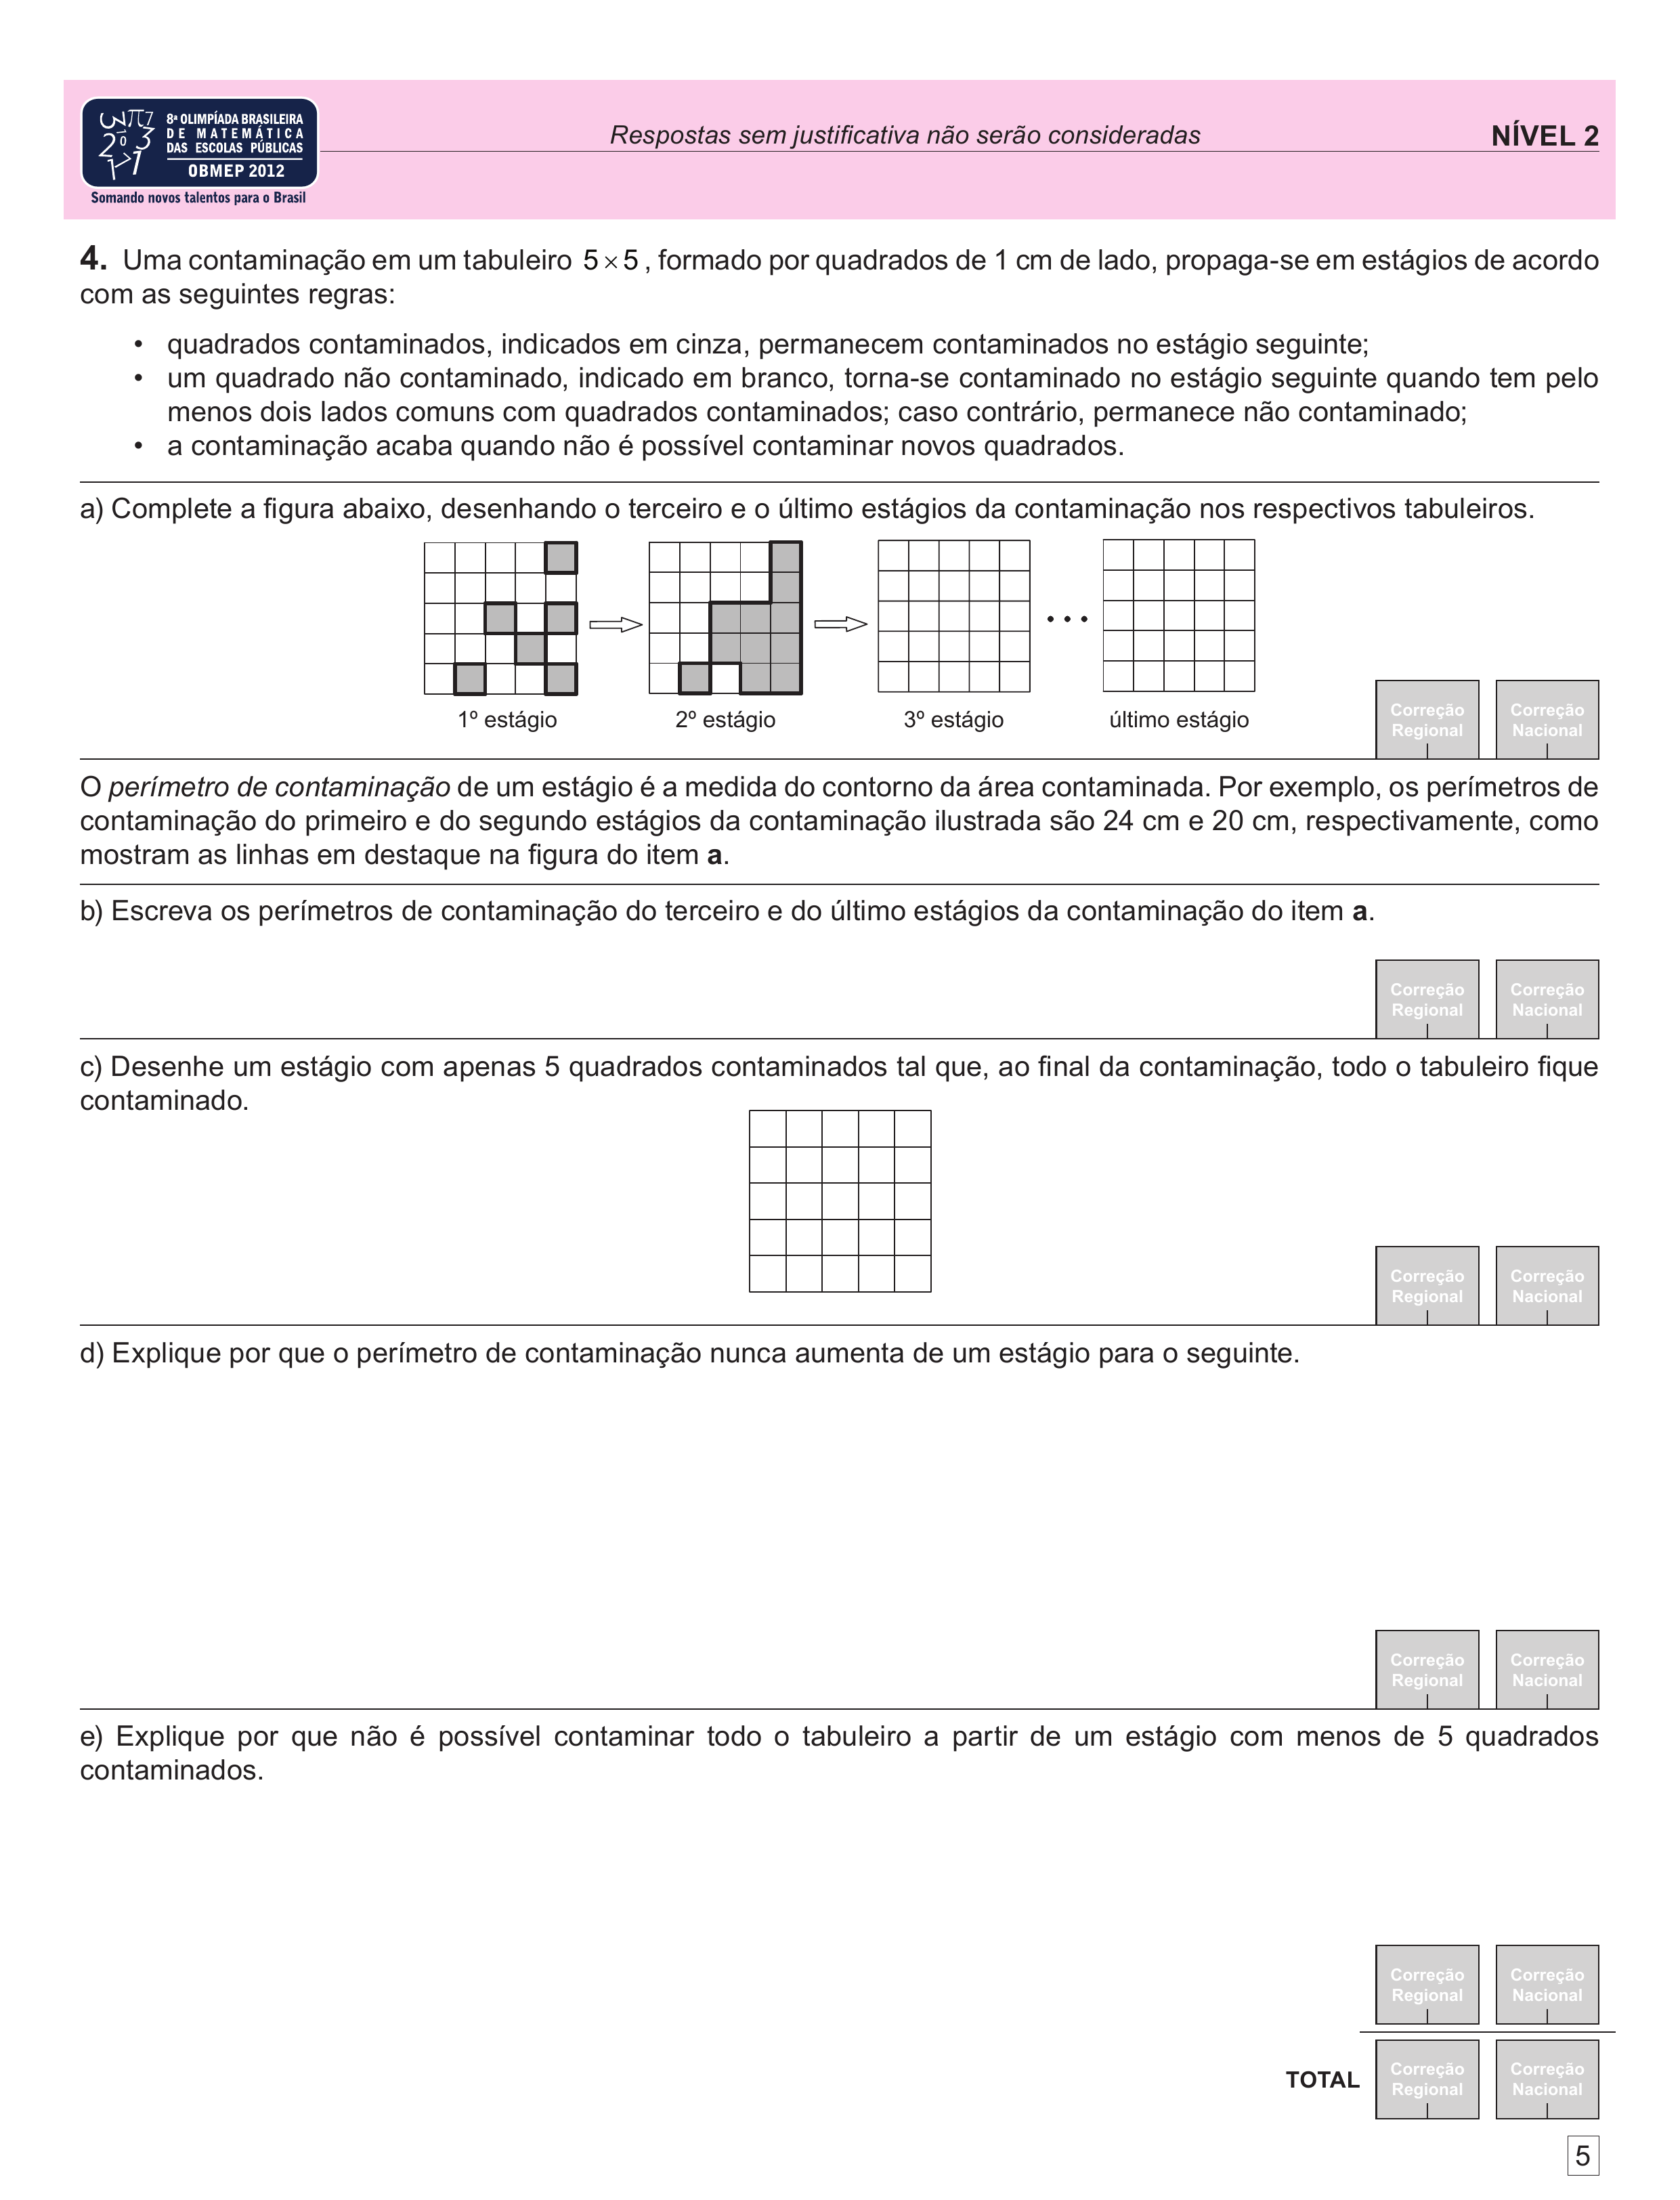 8ª OLIMPÍADA BRASILEIRA
DE MATEMÁTICA
DAS ESCOLAS PÚBLICAS
OBMEP 2012
Somando novos talentos para o Brasil
Respostas sem justificativa não serão consideradas
NÍVEL 2
4. Uma contaminação em um tabuleiro 5×5, formado por quadrados de 1 cm de lado, propaga-se em estágios de acordo
com as seguintes regras:
• quadrados contaminados, indicados em cinza, permanecem contaminados no estágio seguinte;
• um quadrado não contaminado, indicado em branco, torna-se contaminado no estágio seguinte quando tem pelo
menos dois lados comuns com quadrados contaminados; caso contrário, permanece não contaminado;
• a contaminação acaba quando não é possível contaminar novos quadrados.
a) Complete a figura abaixo, desenhando o terceiro e o último estágios da contaminação nos respectivos tabuleiros.
• • •
1º estágio
2º estágio
3º estágio
último estágio
Correção
Regional
Correção
Nacional
O perímetro de contaminação de um estágio é a medida do contorno da área contaminada. Por exemplo, os perímetros de
contaminação do primeiro e do segundo estágios da contaminação ilustrada são 24 cm e 20 cm, respectivamente, como
mostram as linhas em destaque na figura do item a.
b) Escreva os perímetros de contaminação do terceiro e do último estágios da contaminação do item a.
Correção
Regional
Correção
Nacional
c) Desenhe um estágio com apenas 5 quadrados contaminados tal que, ao final da contaminação, todo o tabuleiro fique
contaminado.
Correção
Regional
Correção
Nacional
d) Explique por que o perímetro de contaminação nunca aumenta de um estágio para o seguinte.
Correção
Regional
Correção
Nacional
e) Explique por que não é possível contaminar todo o tabuleiro a partir de um estágio com menos de 5 quadrados
contaminados.
Correção
Regional
Correção
Nacional
TOTAL
Correção
Regional
Correção
Nacional
5